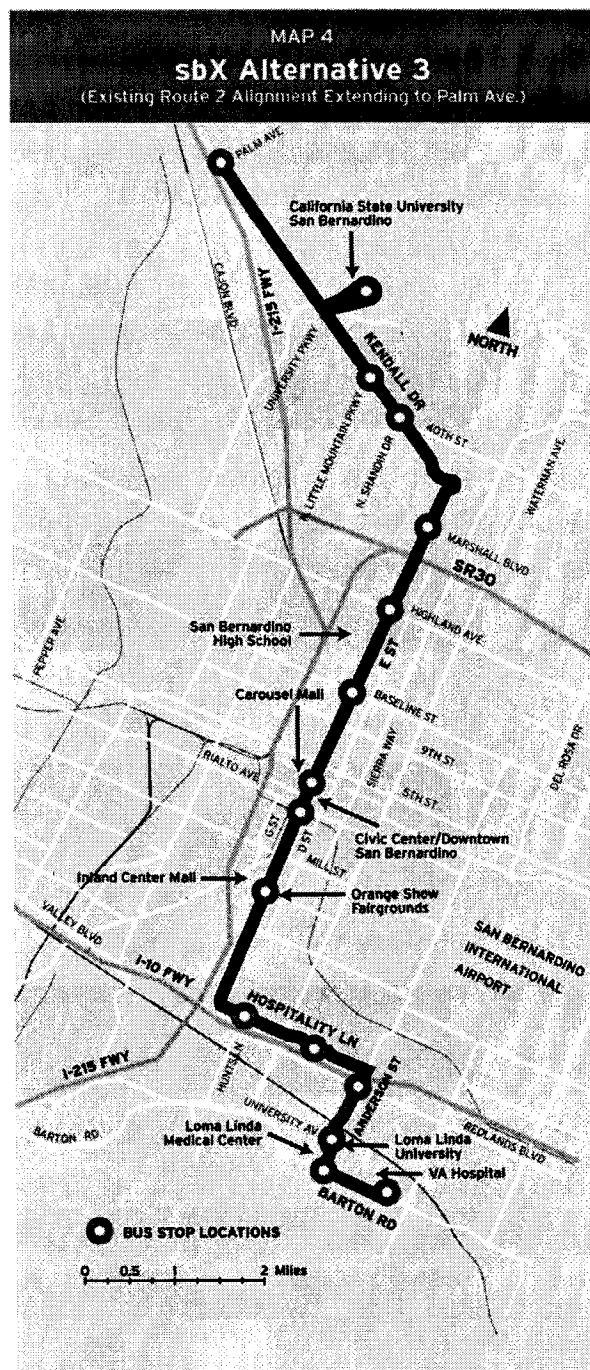 MAP 4
sbX Alternative 3
(Existing Route 2 Alignment Extending to Palm Ave.)
PALM AVE.
California State University
San Bernardino
CAJON BLVD
I-215 FWY
UNIVERSITY PKWY
KENDALL DR
NORTH
LITTLE MOUNTAIN PKWY
N. SHANDIN DR
40TH ST
WATERMAN AVE.
MARSHALL BLVD
SR30
San Bernardino
High School
HIGHLAND AVE.
PEPPER AVE
E ST
Carousel Mall
BASELINE ST
SIERRA WAY
9TH ST
5TH ST
DEL ROSA DR
RIALTO AVE
G ST
D ST
MILL ST
Civic Center/Downtown
San Bernardino
Inland Center Mall
Orange Show
Fairgrounds
VALLEY BLVD
I-10 FWY
SAN BERNARDINO
INTERNATIONAL
AIRPORT
HOSPITALITY LN
I-215 FWY
HUNTS LN
ANDERSON ST
UNIVERSITY AV
REDLANDS BLVD
BARTON RD.
Loma Linda
Medical Center
Loma Linda
University
VA Hospital
BARTON RD
BUS STOP LOCATIONS
0 0.5 1 2 Miles